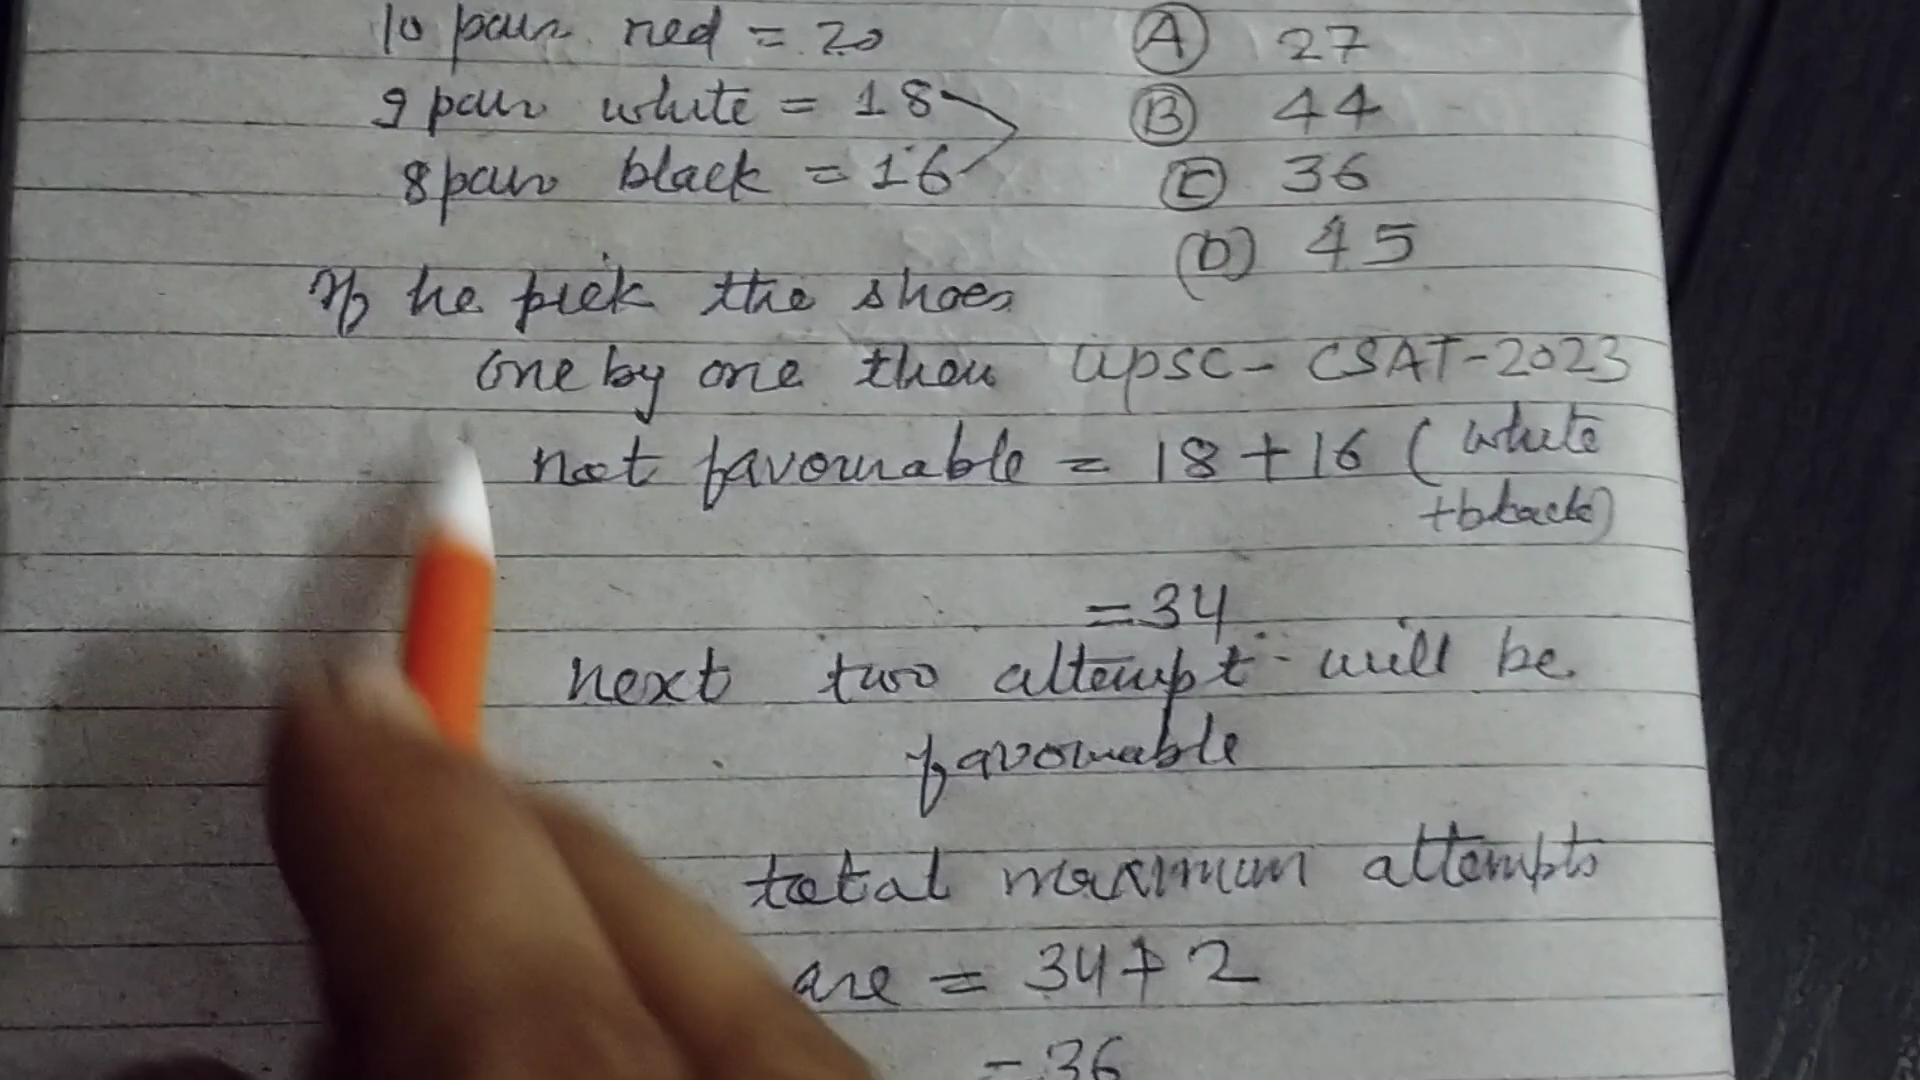 10 pair red = 20
9 pair white = 18
8 pair black = 16
(A) 27
(B) 44
(C) 36
(D) 45
If he pick the shoes
one by one then
UPSC - CSAT-2023
not favourable = 18 + 16 (white
+black)
= 34
next two attempt will be
favourable
total maximum attempts
are = 34 + 2
= 36